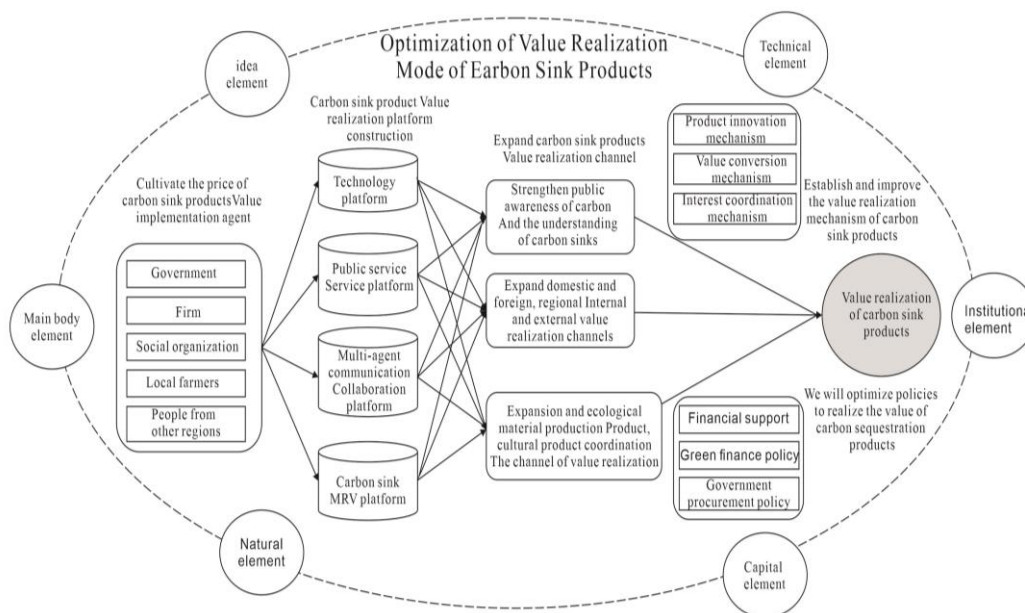 Optimization of Value Realization
Mode of Earbon Sink Products
idea
element
Technical
element
Main body
element
Institutional
element
Natural
element
Capital
element
Cultivate the price of
carbon sink productsValue
implementation agent
Government
Firm
Social organization
Local farmers
People from
other regions
Carbon sink product Value
realization platform
construction
Technology
platform
Public service
Service platform
Multi-agent
communication
Collaboration
platform
Carbon sink
MRV platform
Expand carbon sink products
Value realization channel
Strengthen public
awareness of carbon
And the understanding
of carbon sinks
Expand domestic and
foreign, regional Internal
and external value
realization channels
Expansion and ecological
material production Product,
cultural product coordination
The channel of value realization
Product innovation
mechanism
Value conversion
mechanism
Interest coordination
mechanism
Establish and improve
the value realization
mechanism of carbon
sink products
Value realization
of carbon sink
products
We will optimize policies
to realize the value of
carbon sequestration
products
Financial support
Green finance policy
Government
procurement policy